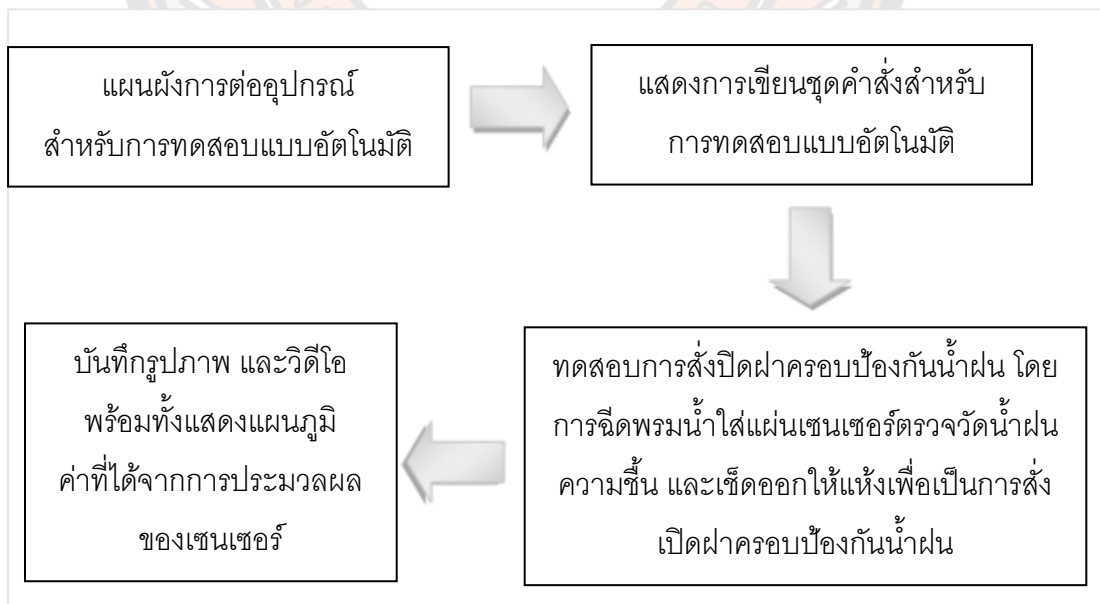 แผนผังการต่ออุปกรณ์
สำหรับการทดสอบแบบอัตโนมัติ
แสดงการเขียนชุดคำสั่งสำหรับ
การทดสอบแบบอัตโนมัติ
ทดสอบการสั่งปิดฝาครอบป้องกันน้ำฝน โดย
การฉีดพรมน้ำใส่แผ่นเซนเซอร์ตรวจวัดน้ำฝน
ความชื้น และเช็ดออกให้แห้งเพื่อเป็นการสั่ง
เปิดฝาครอบป้องกันน้ำฝน
บันทึกรูปภาพ และวิดีโอ
พร้อมทั้งแสดงแผนภูมิ
ค่าที่ได้จากการประมวลผล
ของเซนเซอร์